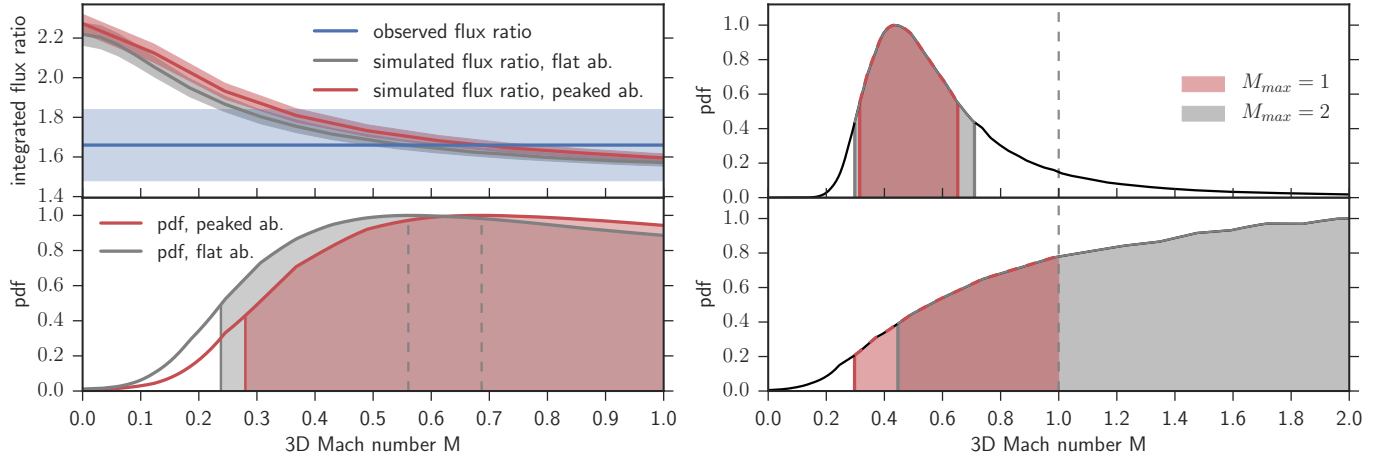 integrated flux ratio
2.2
2.0
1.8
1.6
1.4
observed flux ratio
simulated flux ratio, flat ab.
simulated flux ratio, peaked ab.
pdf
1.0
0.8
0.6
0.4
0.2
0.0
pdf, peaked ab.
pdf, flat ab.
0.0 0.1 0.2 0.3 0.4 0.5 0.6 0.7 0.8 0.9 1.0
3D Mach number M
pdf
1.0
0.8
0.6
0.4
0.2
0.0
M_max = 1
M_max = 2
pdf
1.0
0.8
0.6
0.4
0.2
0.0
0.0 0.2 0.4 0.6 0.8 1.0 1.2 1.4 1.6 1.8 2.0
3D Mach number M